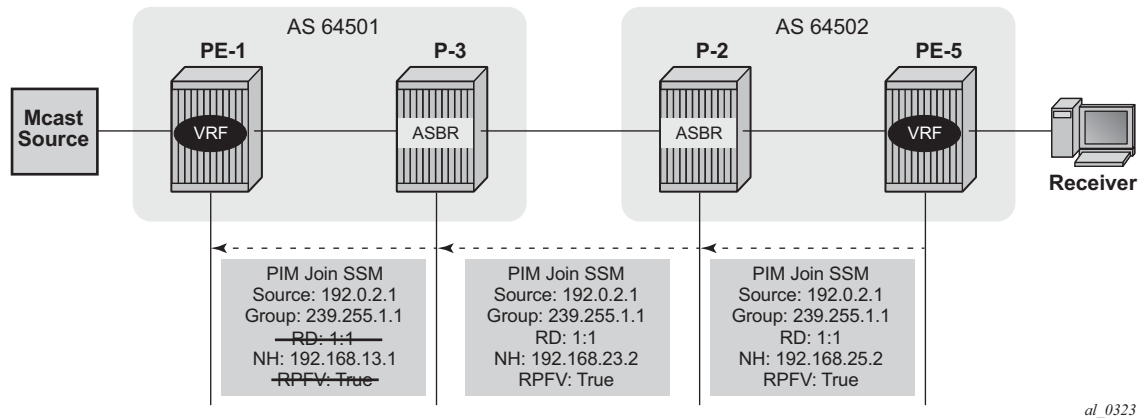 AS 64501
AS 64502
PE-1
P-3
P-2
PE-5
Mcast
Source
VRF
ASBR
ASBR
VRF
Receiver
PIM Join SSM
Source: 192.0.2.1
Group: 239.255.1.1
RD: 1:1
NH: 192.168.13.1
RPFV: True
PIM Join SSM
Source: 192.0.2.1
Group: 239.255.1.1
RD: 1:1
NH: 192.168.23.2
RPFV: True
PIM Join SSM
Source: 192.0.2.1
Group: 239.255.1.1
RD: 1:1
NH: 192.168.25.2
RPFV: True
al_0323